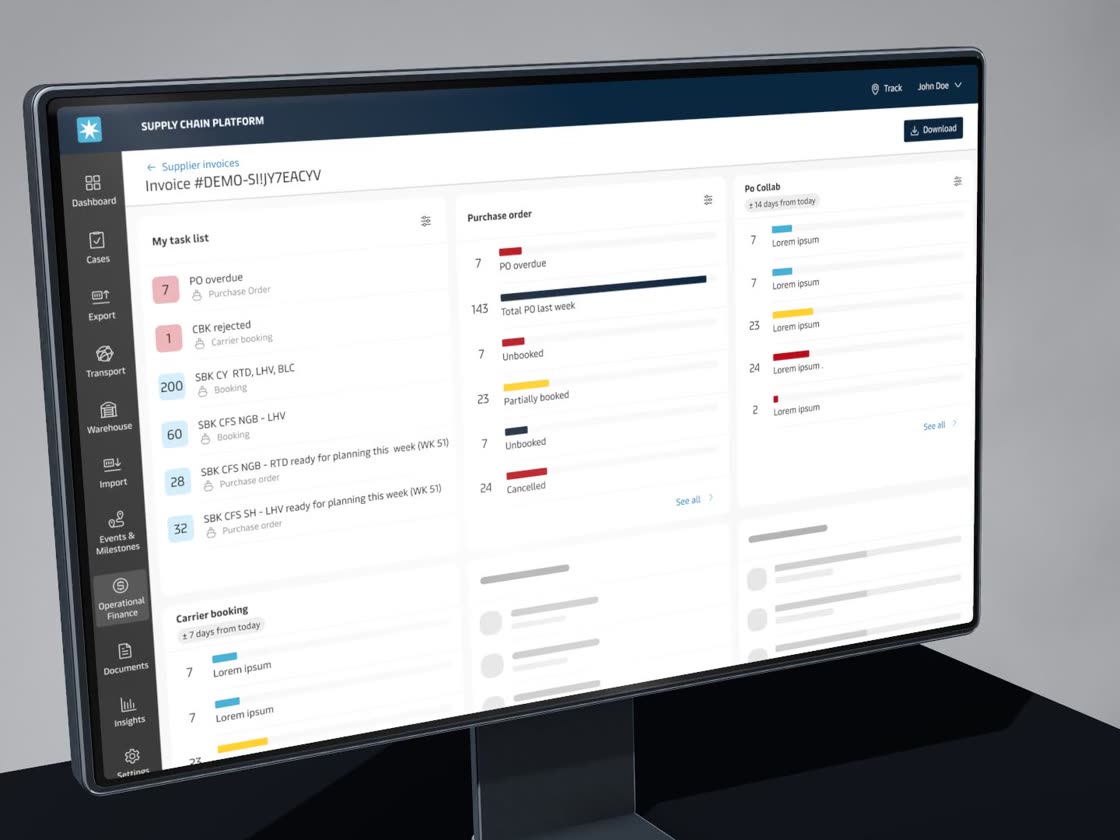 SUPPLY CHAIN PLATFORM
Track
John Doe
← Supplier invoices
Invoice #DEMO-SI!JY7EACYV
Download
Dashboard
Cases
Export
Transport
Warehouse
Import
Events &
Milestones
Operational
Finance
Documents
Insights
Settings
My task list
7
PO overdue
Purchase Order
1
CBK rejected
Carrier booking
200
SBK CY RTD, LHV, BLC
Booking
60
SBK CFS NGB - LHV
Booking
28
SBK CFS NGB - RTD ready for planning this week (WK 51)
Purchase order
32
SBK CFS SH - LHV ready for planning this week (WK 51)
Purchase order
Purchase order
7
PO overdue
143
Total PO last week
7
Unbooked
23
Partially booked
7
Unbooked
24
Cancelled
See all
Po Collab
± 14 days from today
7
Lorem ipsum
7
Lorem ipsum
23
Lorem ipsum
24
Lorem ipsum .
2
Lorem ipsum
See all
Carrier booking
± 7 days from today
7
Lorem ipsum
7
Lorem ipsum
23